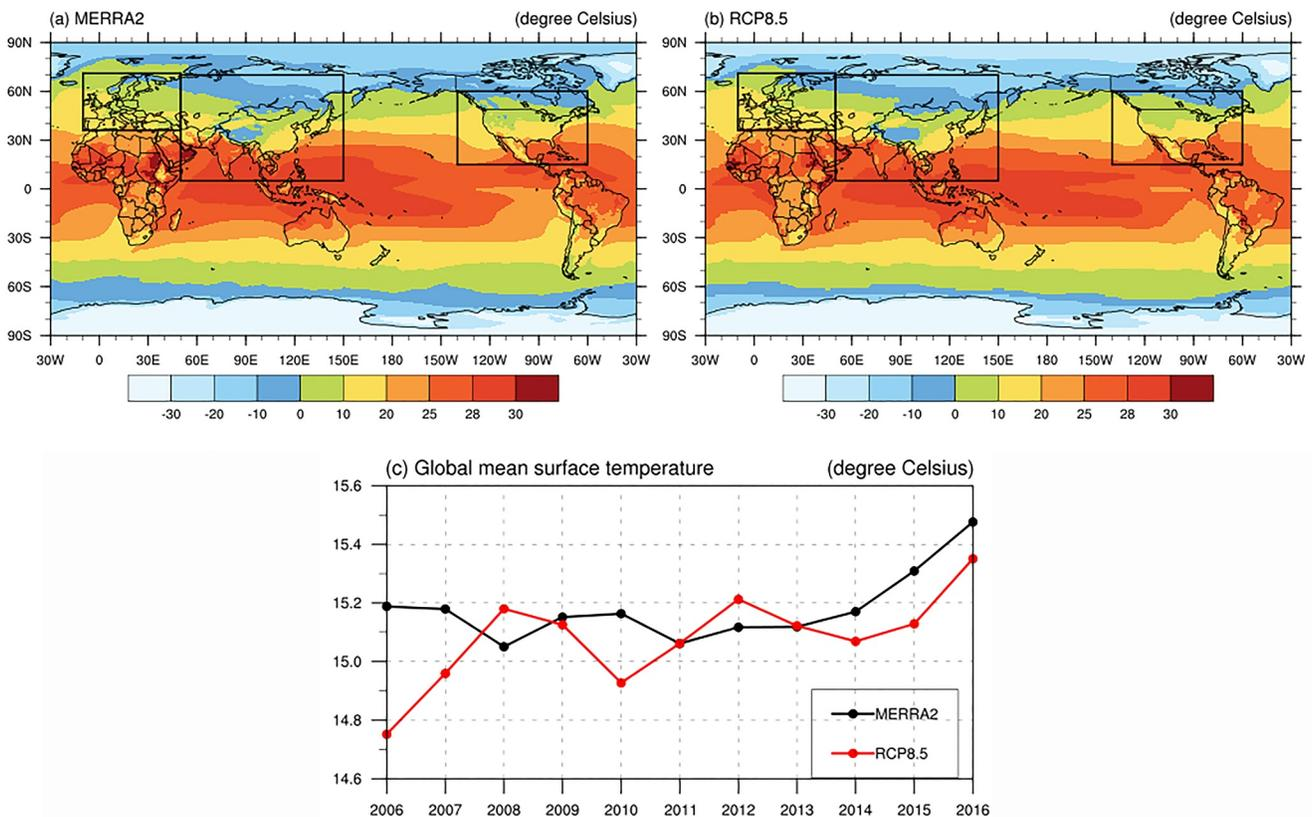 (a) MERRA2 (degree Celsius)
90N
60N
30N
0
30S
60S
90S
30W 0 30E 60E 90E 120E 150E 180 150W 120W 90W 60W 30W
-30 -20 -10 0 10 20 25 28 30
(b) RCP8.5 (degree Celsius)
90N
60N
30N
0
30S
60S
90S
30W 0 30E 60E 90E 120E 150E 180 150W 120W 90W 60W 30W
-30 -20 -10 0 10 20 25 28 30
(c) Global mean surface temperature (degree Celsius)
15.6
15.4
15.2
15.0
14.8
14.6
MERRA2
RCP8.5
2006 2007 2008 2009 2010 2011 2012 2013 2014 2015 2016